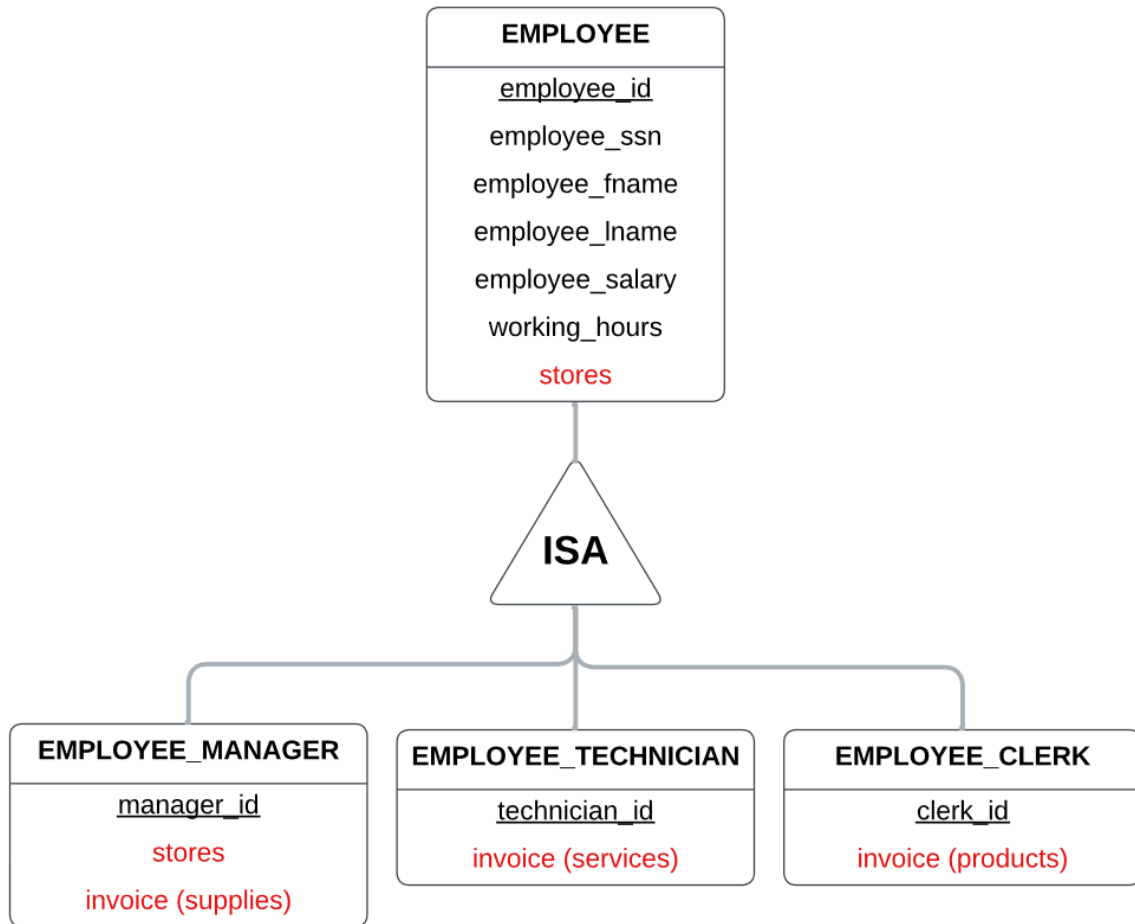 EMPLOYEE
employee_id
employee_ssn
employee_fname
employee_lname
employee_salary
working_hours
stores
ISA
EMPLOYEE_MANAGER
manager_id
stores
invoice (supplies)
EMPLOYEE_TECHNICIAN
technician_id
invoice (services)
EMPLOYEE_CLERK
clerk_id
invoice (products)